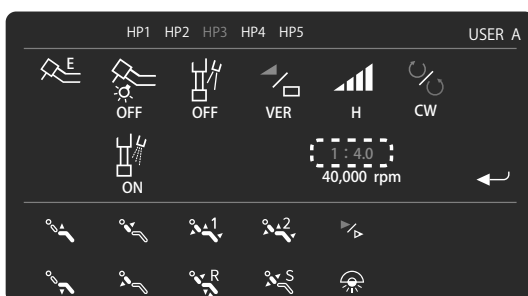 HP1 HP2 HP3 HP4 HP5 USER A
E
OFF OFF VER H CW
ON
1 : 4.0
40,000 rpm
1 2
R S